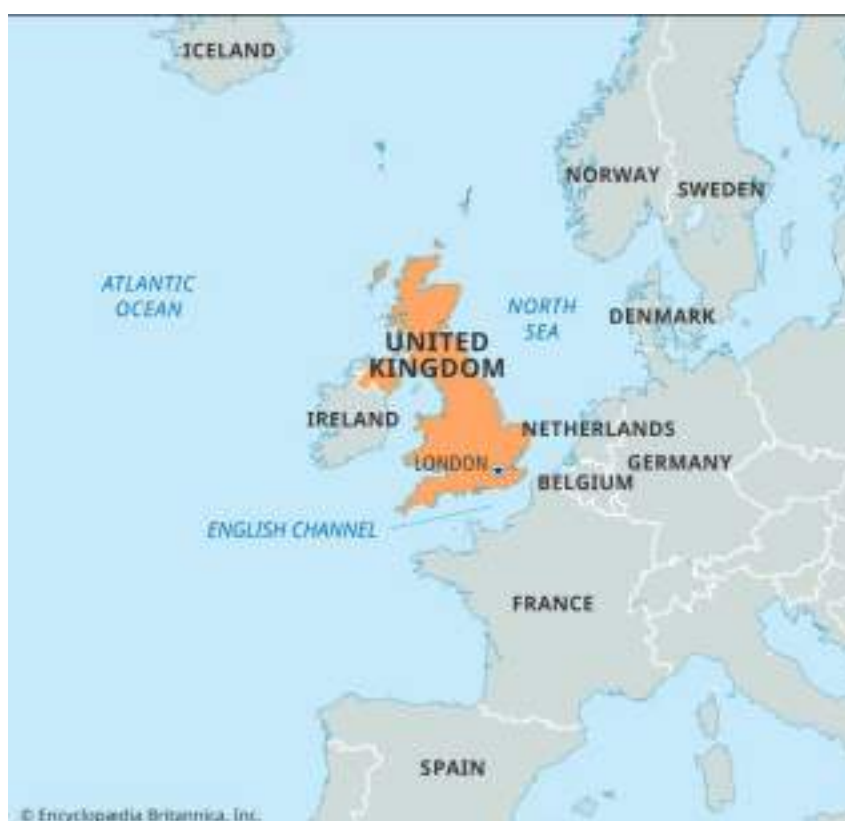 ICELAND
NORWAY
SWEDEN
ATLANTIC
OCEAN
NORTH
SEA
DENMARK
UNITED
KINGDOM
IRELAND
NETHERLANDS
LONDON
GERMANY
BELGIUM
ENGLISH CHANNEL
FRANCE
SPAIN
© Encyclopædia Britannica, Inc.